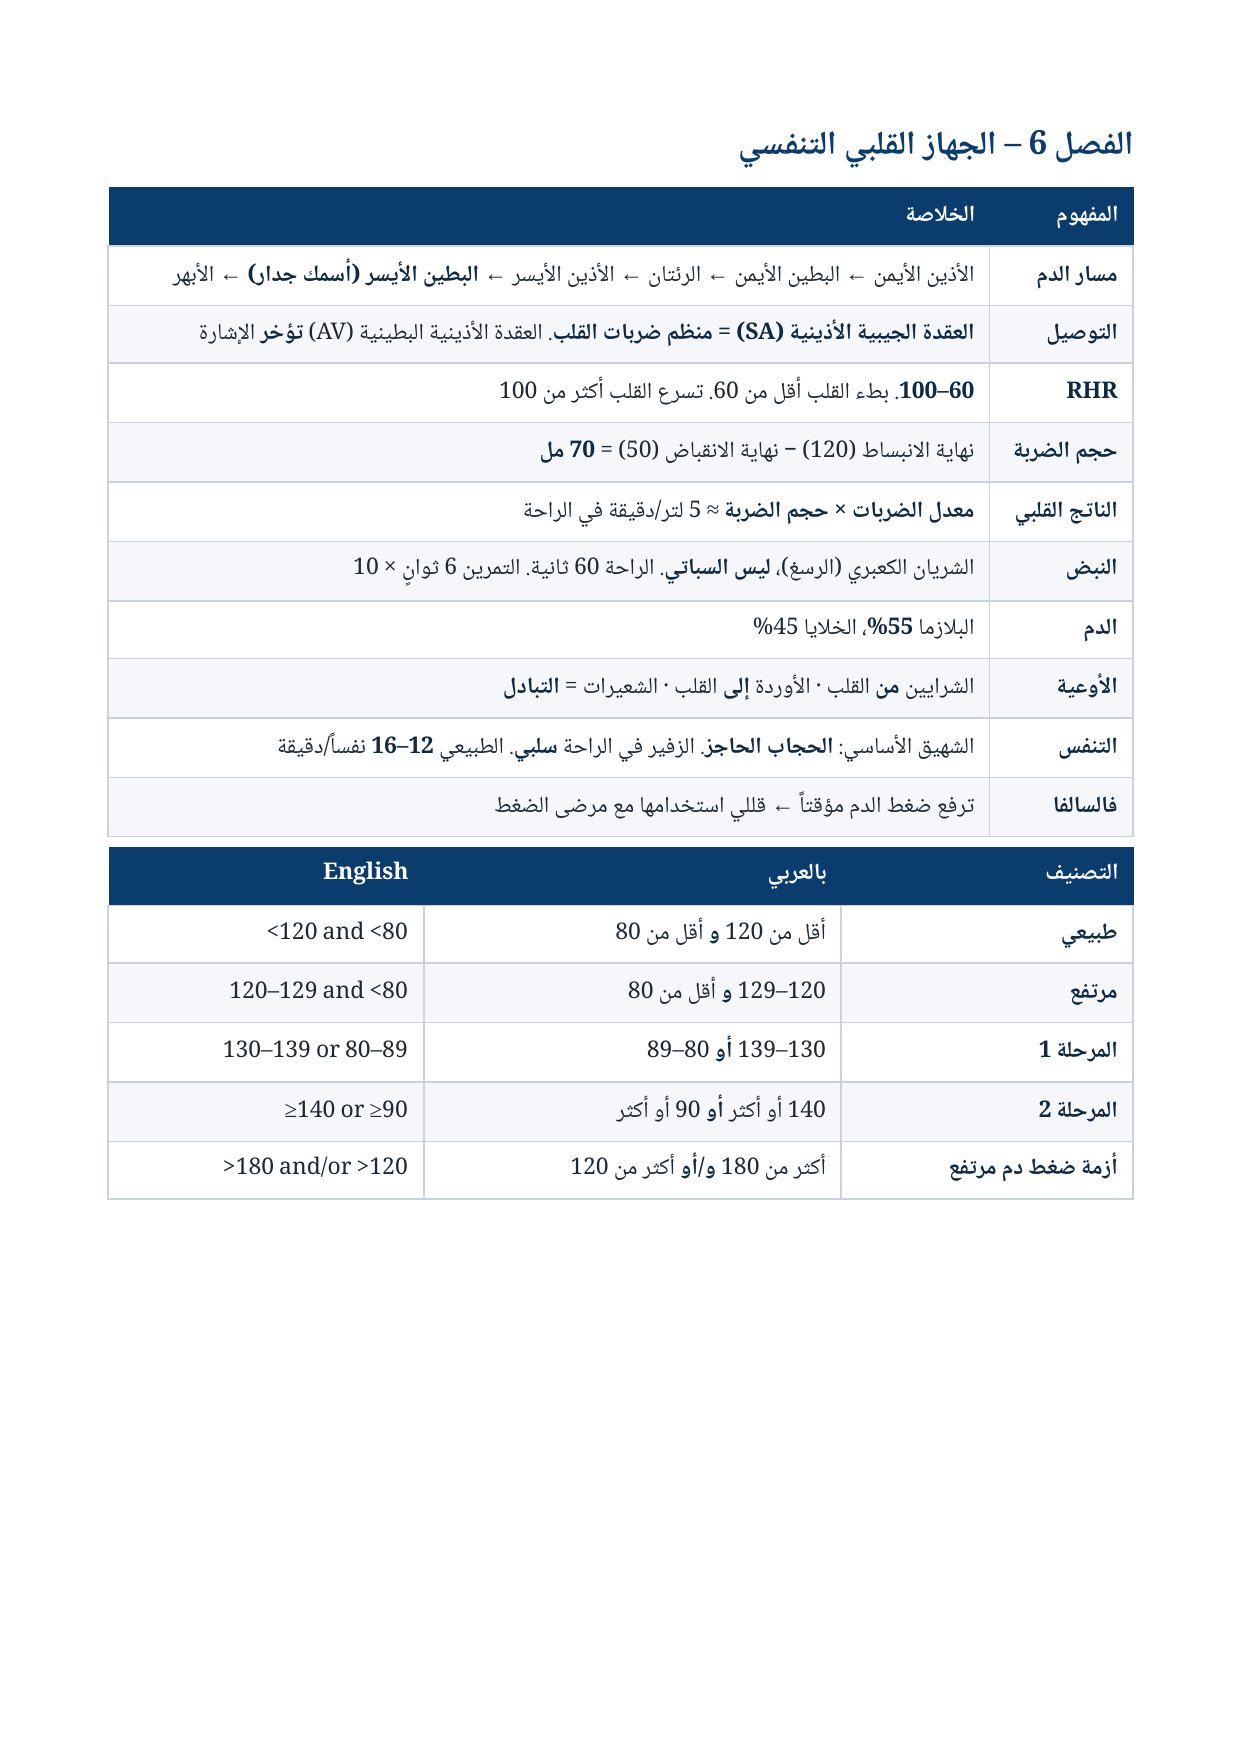 الفصل 6 – الجهاز القلبي التنفسي
المفهوم الخلاصة
مسار الدم الأذين الأيمن ← البطين الأيمن ← الرئتان ← الأذين الأيسر ← البطين الأيسر (أسمك جدار) ← الأبهر
التوصيل العقدة الجيبية الأذينية (SA) = منظم ضربات القلب. العقدة الأذينية البطينية (AV) تؤخر الإشارة
RHR 60–100. بطء القلب أقل من 60. تسرع القلب أكثر من 100
حجم الضربة نهاية الانبساط (120) − نهاية الانقباض (50) = 70 مل
الناتج القلبي معدل الضربات × حجم الضربة ≈ 5 لتر/دقيقة في الراحة
النبض الشريان الكعبري (الرسغ)، ليس السباتي. الراحة 60 ثانية. التمرين 6 ثوانٍ × 10
الدم البلازما 55%، الخلايا 45%
الأوعية الشرايين من القلب · الأوردة إلى القلب · الشعيرات = التبادل
التنفس الشهيق الأساسي: الحجاب الحاجز. الزفير في الراحة سلبي. الطبيعي 12–16 نفساً/دقيقة
فالسالفا ترفع ضغط الدم مؤقتاً ← قللي استخدامها مع مرضى الضغط
التصنيف بالعربي English
طبيعي أقل من 120 و أقل من 80 <120 and <80
مرتفع 120–129 و أقل من 80 120–129 and <80
المرحلة 1 130–139 أو 80–89 130–139 or 80–89
المرحلة 2 140 أو أكثر أو 90 أو أكثر ≥140 or ≥90
أزمة ضغط دم مرتفع أكثر من 180 و/أو أكثر من 120 >180 and/or >120